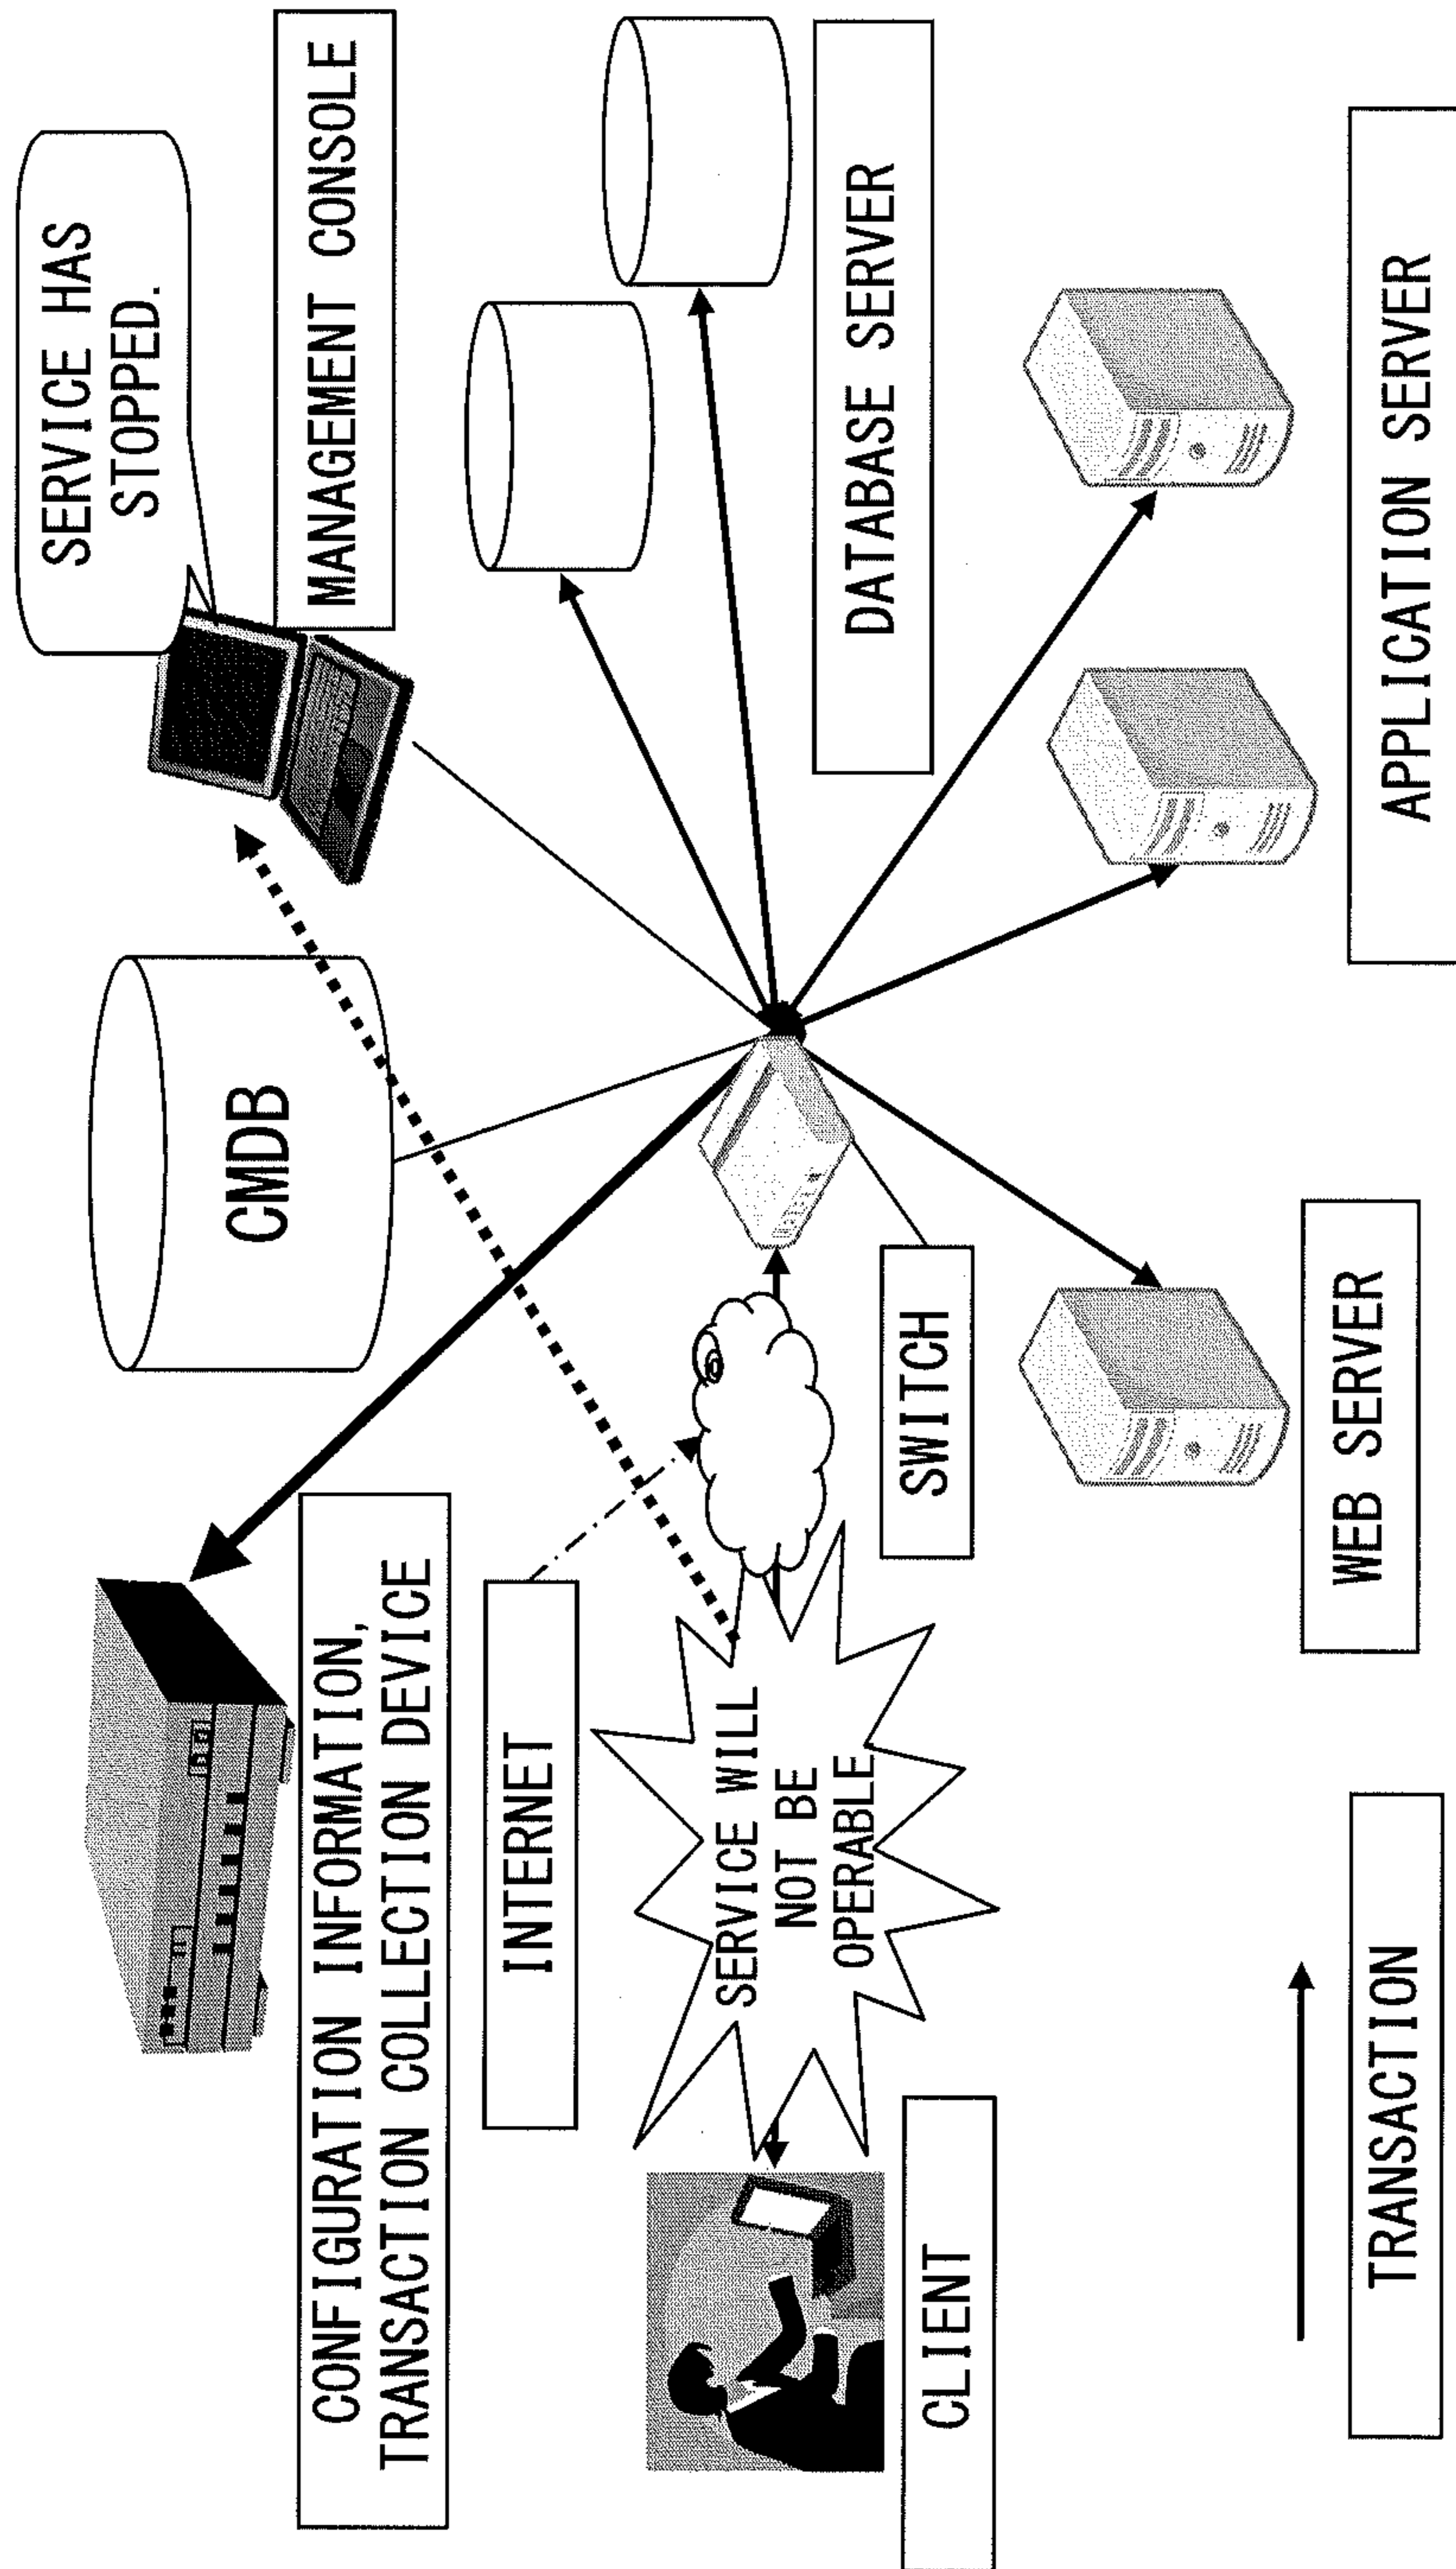 CONFIGURATION INFORMATION,
TRANSACTION COLLECTION DEVICE
CMDB
SERVICE HAS
STOPPED.
MANAGEMENT CONSOLE
INTERNET
SERVICE WILL
NOT BE
OPERABLE
CLIENT
SWITCH
DATABASE SERVER
WEB SERVER
APPLICATION SERVER
TRANSACTION